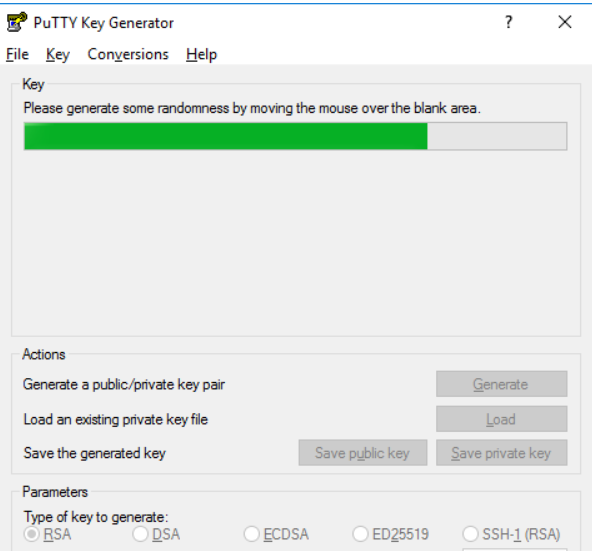 PuTTY Key Generator ?
File Key Conversions Help
Key
Please generate some randomness by moving the mouse over the blank area.
Actions
Generate a public/private key pair Generate
Load an existing private key file Load
Save the generated key Save public key Save private key
Parameters
Type of key to generate:
RSA DSA ECDSA ED25519 SSH-1 (RSA)